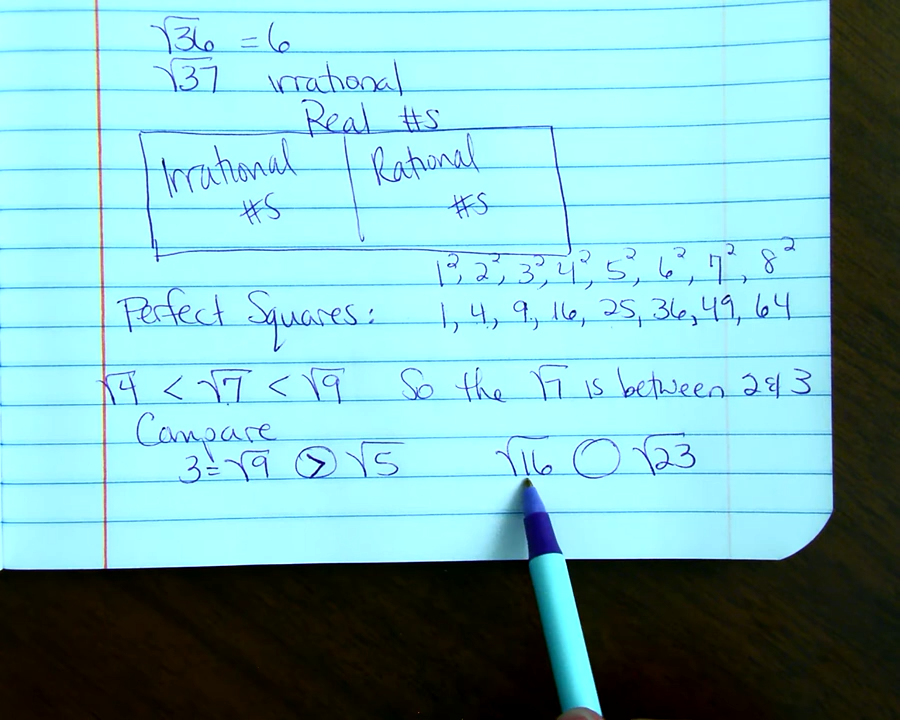 √36 = 6
√37 irrational
Real #s
Irrational #s
Rational #s
1², 2², 3², 4², 5², 6², 7², 8²
Perfect Squares: 1, 4, 9, 16, 25, 36, 49, 64
√4 < √7 < √9 So the √7 is between 2 & 3
Compare
3 = √9 > √5 √16 ◯ √23